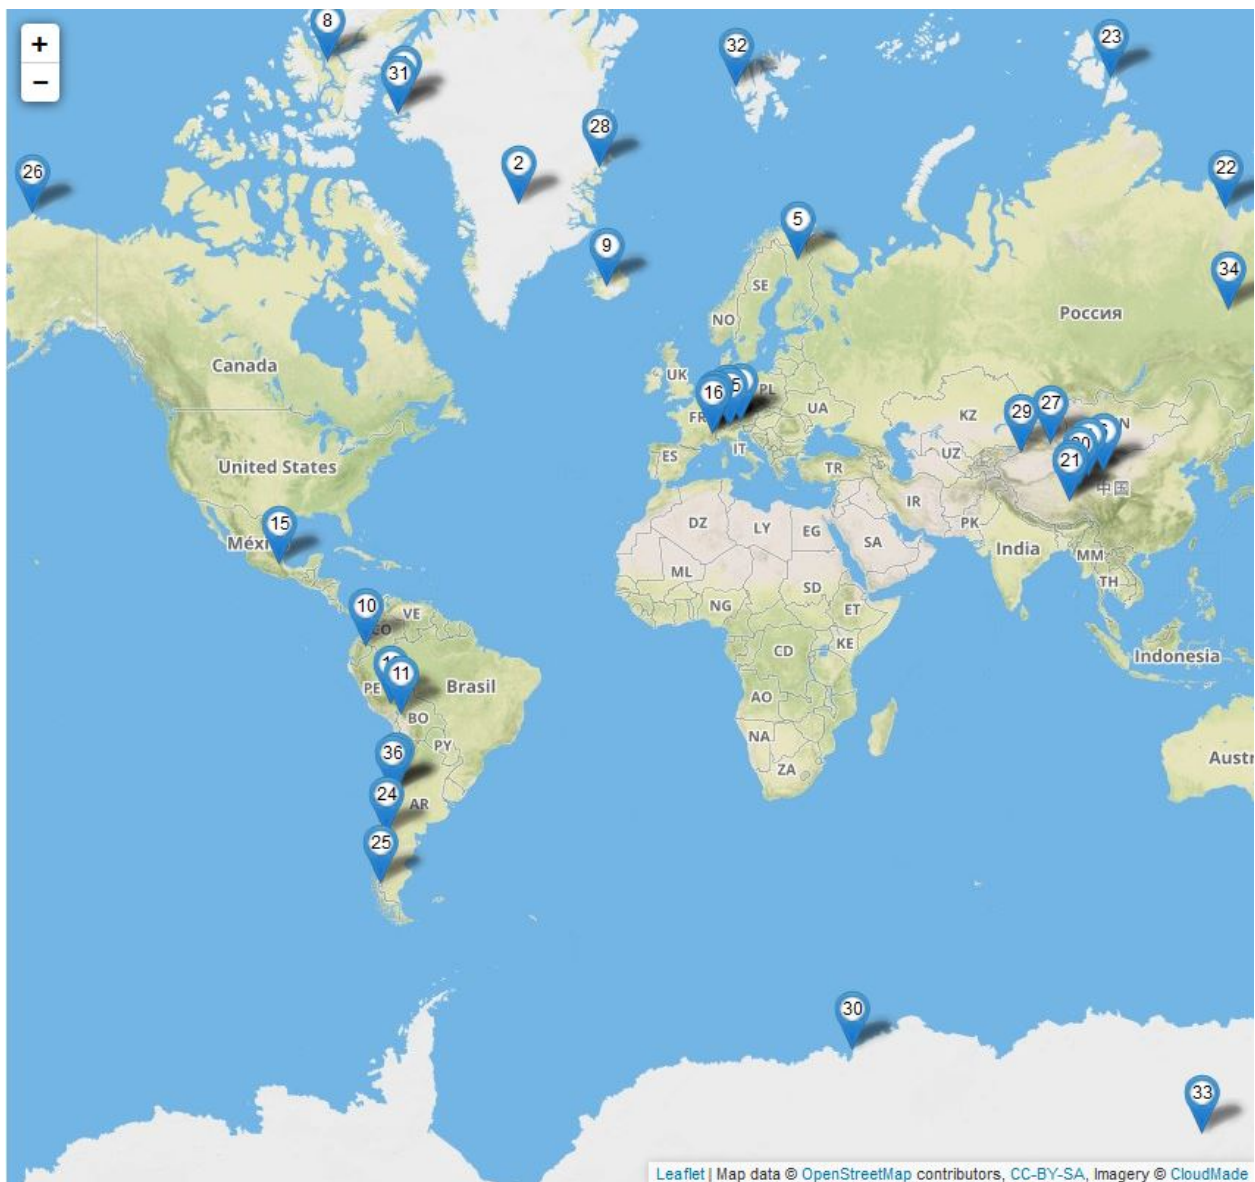 +
−
8
31
32
23
28
2
26
22
5
9
34
SE
NO
Россия
Canada
UK
PL
16
FR
UA
KZ
29
27
21
IT
ES
TR
UZ
中国
United States
IR
PK
DZ
LY
EG
SA
India
MM
TH
15
ML
NG
SD
ET
10
VE
CD
KE
Indonesia
11
PE
Brasil
BO
AO
PY
NA
ZA
36
24
AR
25
30
33
Leaflet | Map data © OpenStreetMap contributors, CC-BY-SA, Imagery © CloudMade